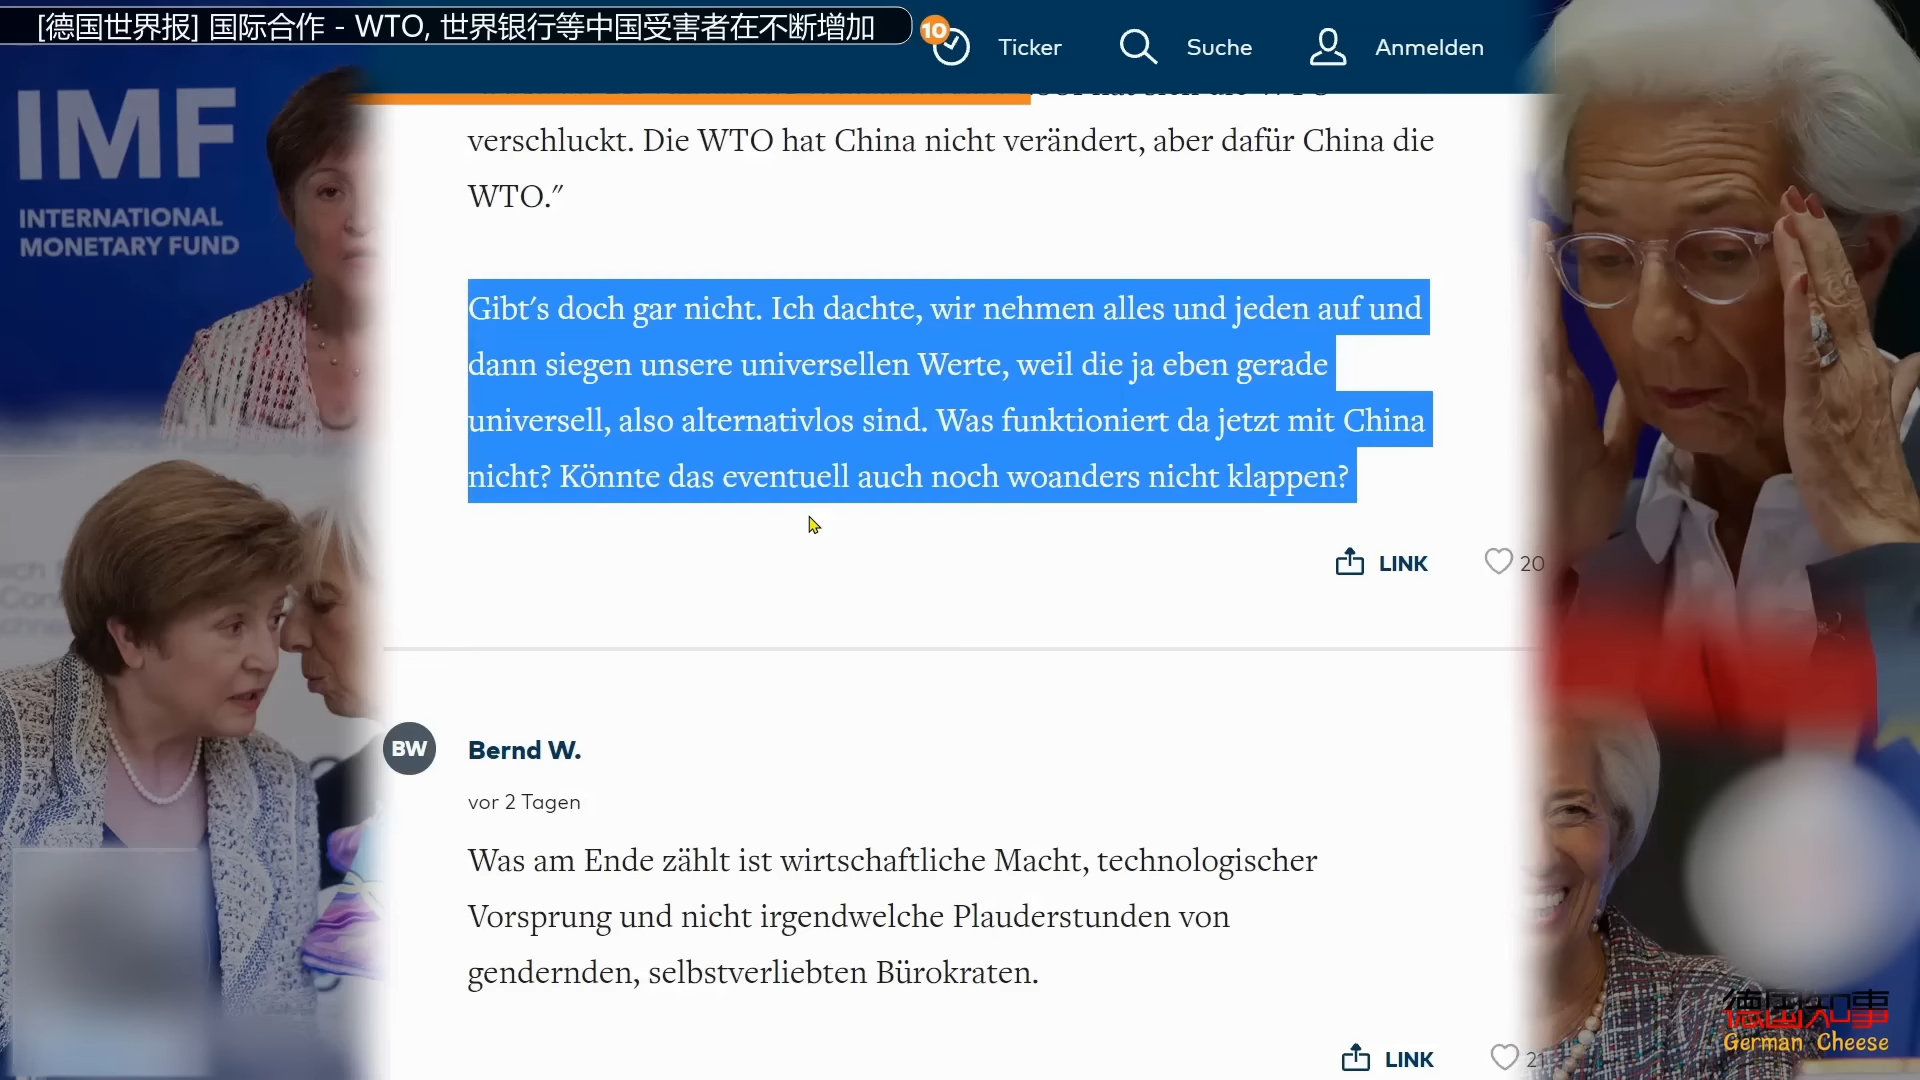 [德国世界报] 国际合作 - WTO, 世界银行等中国受害者在不断增加
10
Ticker
Suche
Anmelden
IMF
INTERNATIONAL
MONETARY FUND
verschluckt. Die WTO hat China nicht verändert, aber dafür China die
WTO."
Gibt's doch gar nicht. Ich dachte, wir nehmen alles und jeden auf und
dann siegen unsere universellen Werte, weil die ja eben gerade
universell, also alternativlos sind. Was funktioniert da jetzt mit China
nicht? Könnte das eventuell auch noch woanders nicht klappen?
LINK
20
BW
Bernd W.
vor 2 Tagen
Was am Ende zählt ist wirtschaftliche Macht, technologischer
Vorsprung und nicht irgendwelche Plauderstunden von
gendernden, selbstverliebten Bürokraten.
LINK
21
德国知事
German Cheese